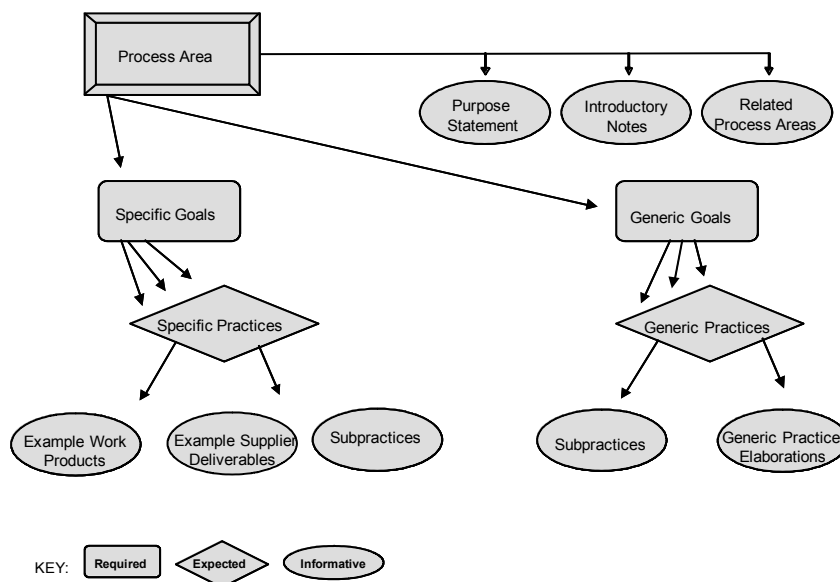 Process Area
Purpose
Statement
Introductory
Notes
Related
Process Areas
Specific Goals
Generic Goals
Specific Practices
Generic Practices
Example Work
Products
Example Supplier
Deliverables
Subpractices
Subpractices
Generic Practice
Elaborations
KEY:
Required
Expected
Informative